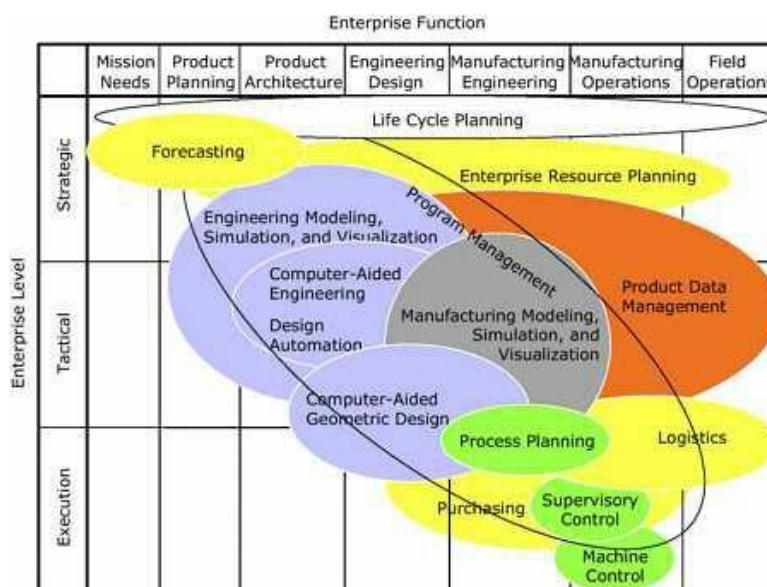 Enterprise Function
Mission
Needs
Product
Planning
Product
Architecture
Engineering
Design
Manufacturing
Engineering
Manufacturing
Operations
Field
Operations
Enterprise Level
Strategic
Tactical
Execution
Life Cycle Planning
Forecasting
Enterprise Resource Planning
Program Management
Engineering Modeling,
Simulation, and Visualization
Computer-Aided
Engineering
Design
Automation
Product Data
Management
Manufacturing Modeling,
Simulation, and
Visualization
Computer-Aided
Geometric Design
Process Planning
Logistics
Purchasing
Supervisory
Control
Machine
Control